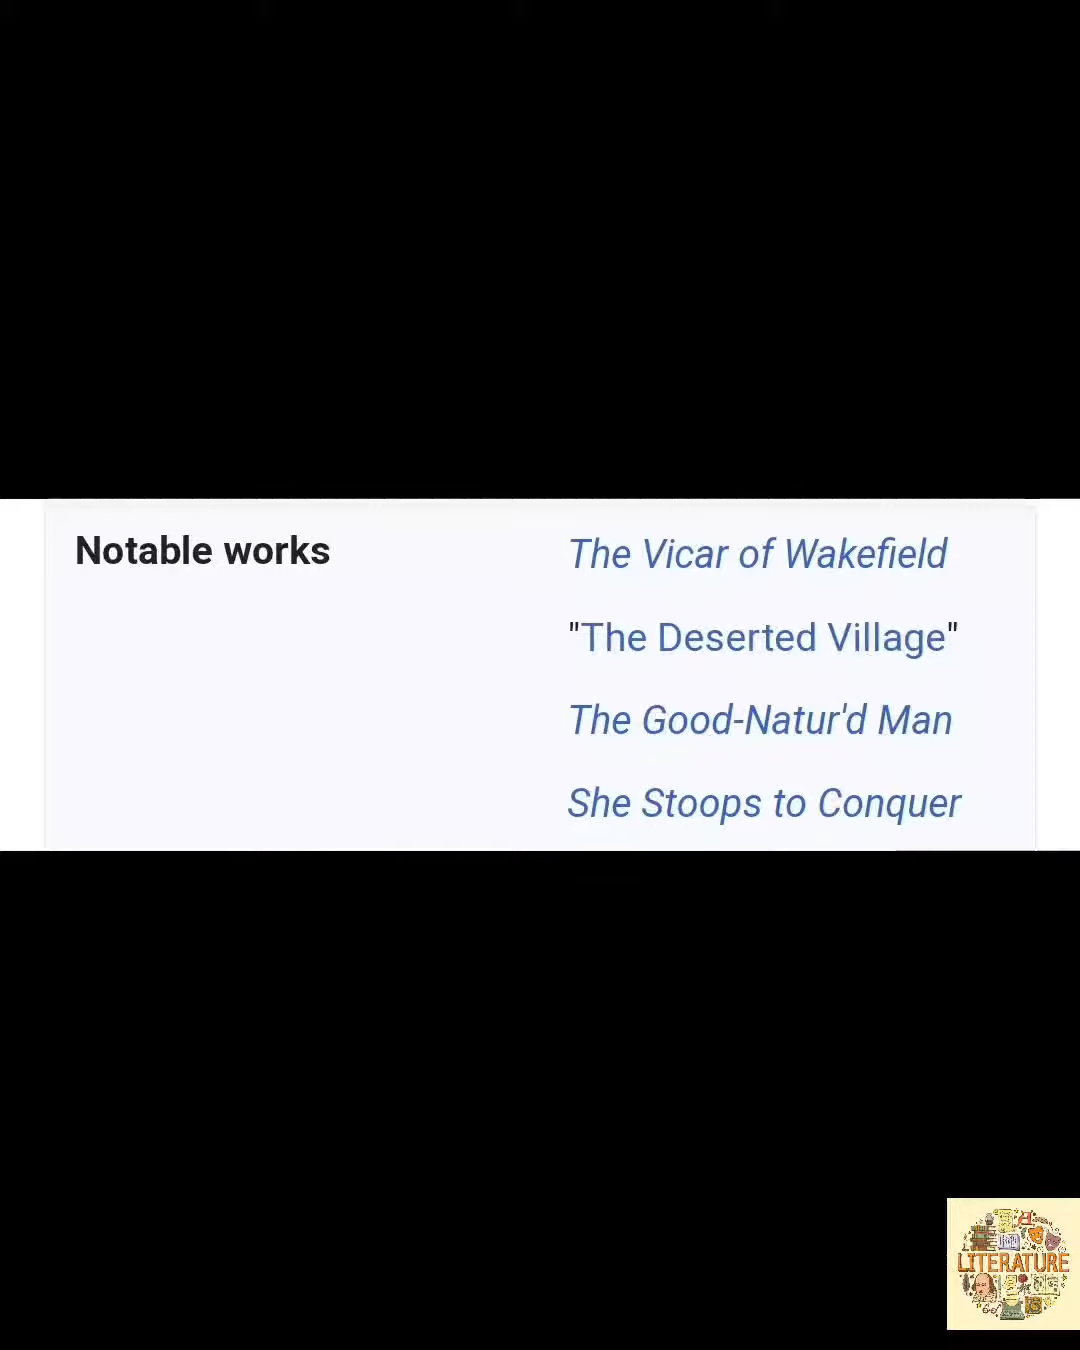 Notable works
The Vicar of Wakefield
"The Deserted Village"
The Good-Natur'd Man
She Stoops to Conquer
LITERATURE